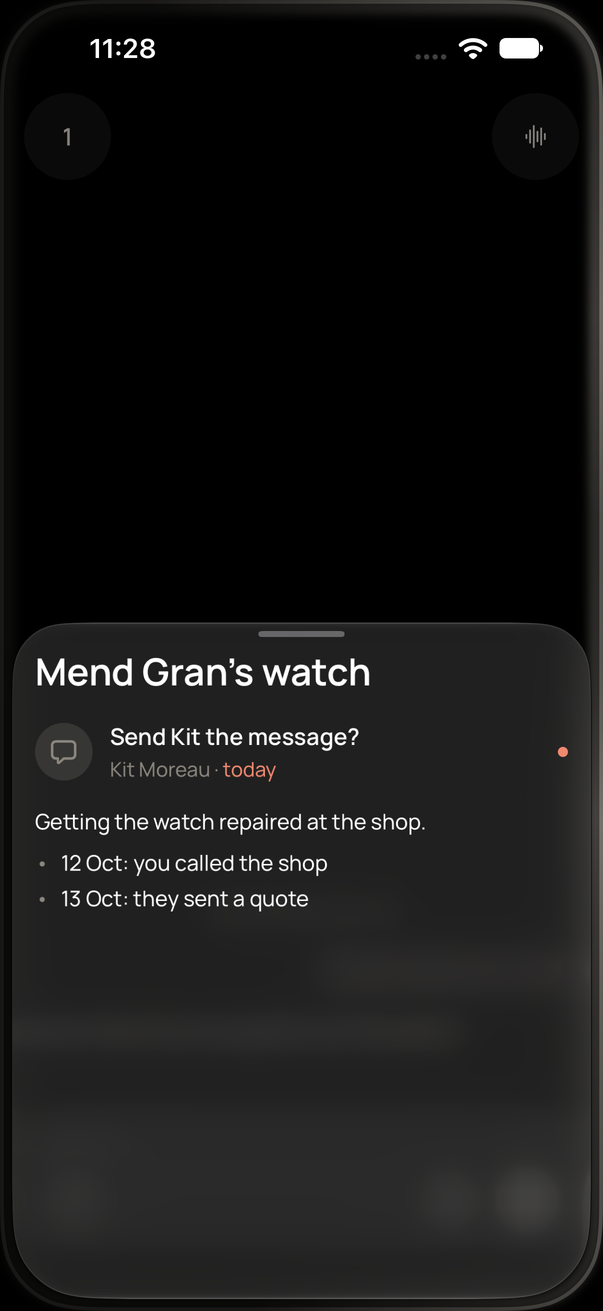 11:28
1
Mend Gran's watch
Send Kit the message?
Kit Moreau · today
Getting the watch repaired at the shop.
• 12 Oct: you called the shop
• 13 Oct: they sent a quote